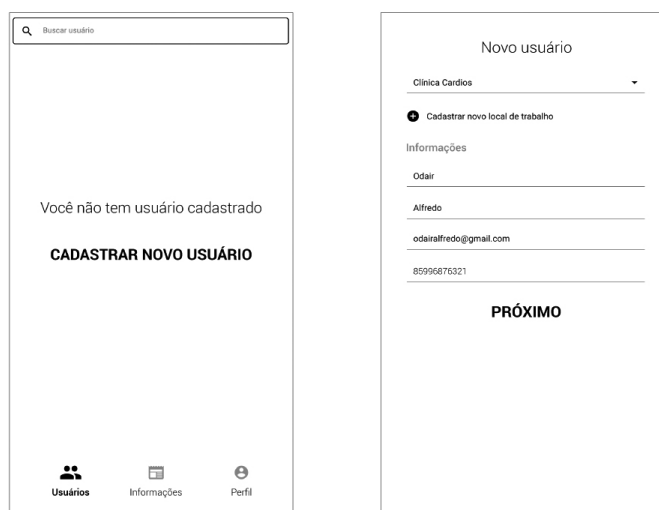 Buscar usuário
Você não tem usuário cadastrado
CADASTRAR NOVO USUÁRIO
Usuários
Informações
Perfil
Novo usuário
Clínica Cardios
Cadastrar novo local de trabalho
Informações
Odair
Alfredo
odairalfredo@gmail.com
85996876321
PRÓXIMO